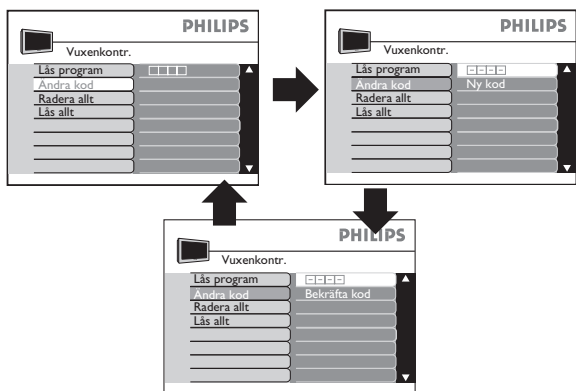 PHILIPS
Vuxenkontr.
Lås program
Ändra kod
Radera allt
Lås allt
PHILIPS
Vuxenkontr.
Lås program - - - -
Ändra kod Ny kod
Radera allt
Lås allt
PHILIPS
Vuxenkontr.
Lås program - - - -
Ändra kod Bekräfta kod
Radera allt
Lås allt